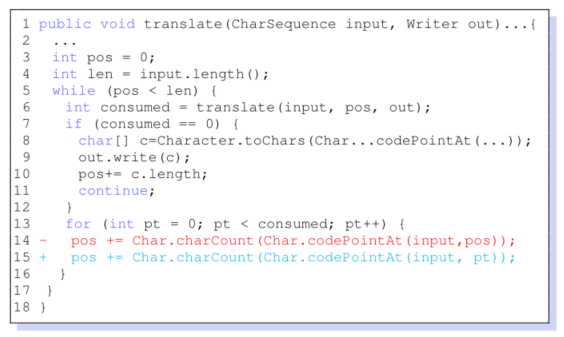 1 public void translate(CharSequence input, Writer out)...{
2 ...
3 int pos = 0;
4 int len = input.length();
5 while (pos < len) {
6 int consumed = translate(input, pos, out);
7 if (consumed == 0) {
8 char[] c=Character.toChars(Char...codePointAt(...));
9 out.write(c);
10 pos+= c.length;
11 continue;
12 }
13 for (int pt = 0; pt < consumed; pt++) {
14 - pos += Char.charCount(Char.codePointAt(input,pos));
15 + pos += Char.charCount(Char.codePointAt(input, pt));
16 }
17 }
18 }